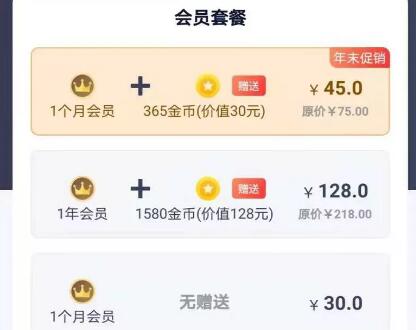 会员套餐
年末促销
赠送
¥ 45.0
1个月会员 365金币(价值30元) 原价¥75.00
赠送
¥ 128.0
1年会员 1580金币(价值128元) 原价¥218.00
无赠送
¥ 30.0
1个月会员